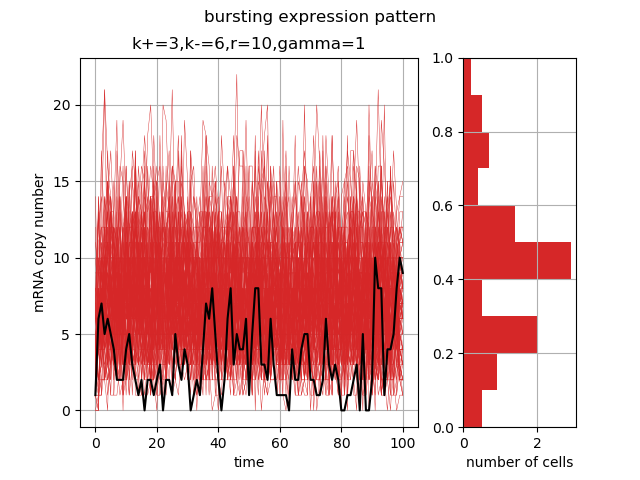 bursting expression pattern
k+=3,k-=6,r=10,gamma=1
mRNA copy number
20
15
10
5
0
0 20 40 60 80 100
time
1.0
0.8
0.6
0.4
0.2
0.0
0 2
number of cells